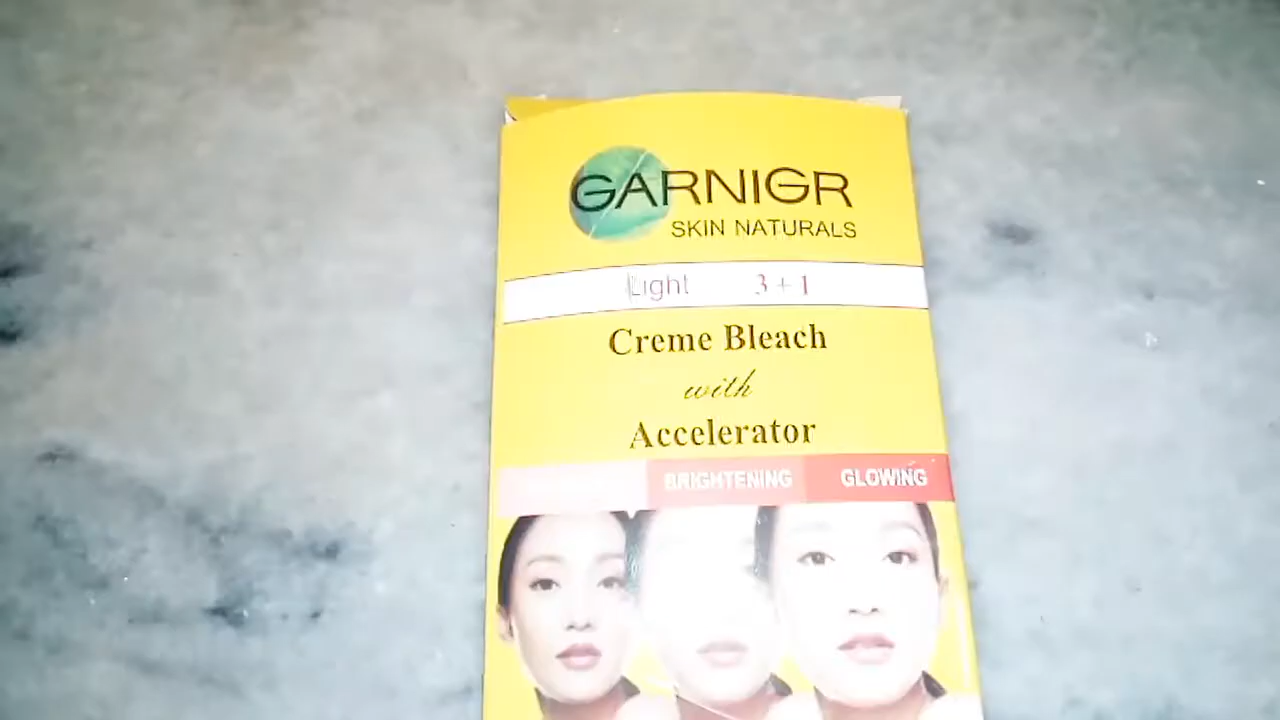 GARNIGR
SKIN NATURALS
Light 3+1
Creme Bleach
with
Accelerator
BRIGHTENING GLOWING